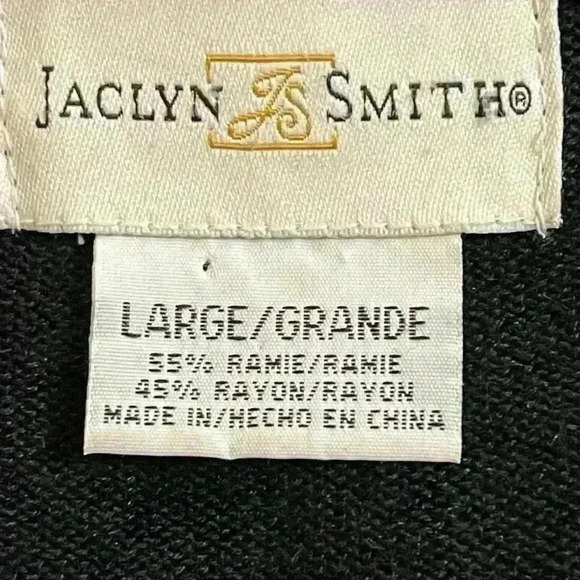 JACLYN JS SMITH®
LARGE/GRANDE
55% RAMIE/RAMIE
45% RAYON/RAYON
MADE IN/HECHO EN CHINA